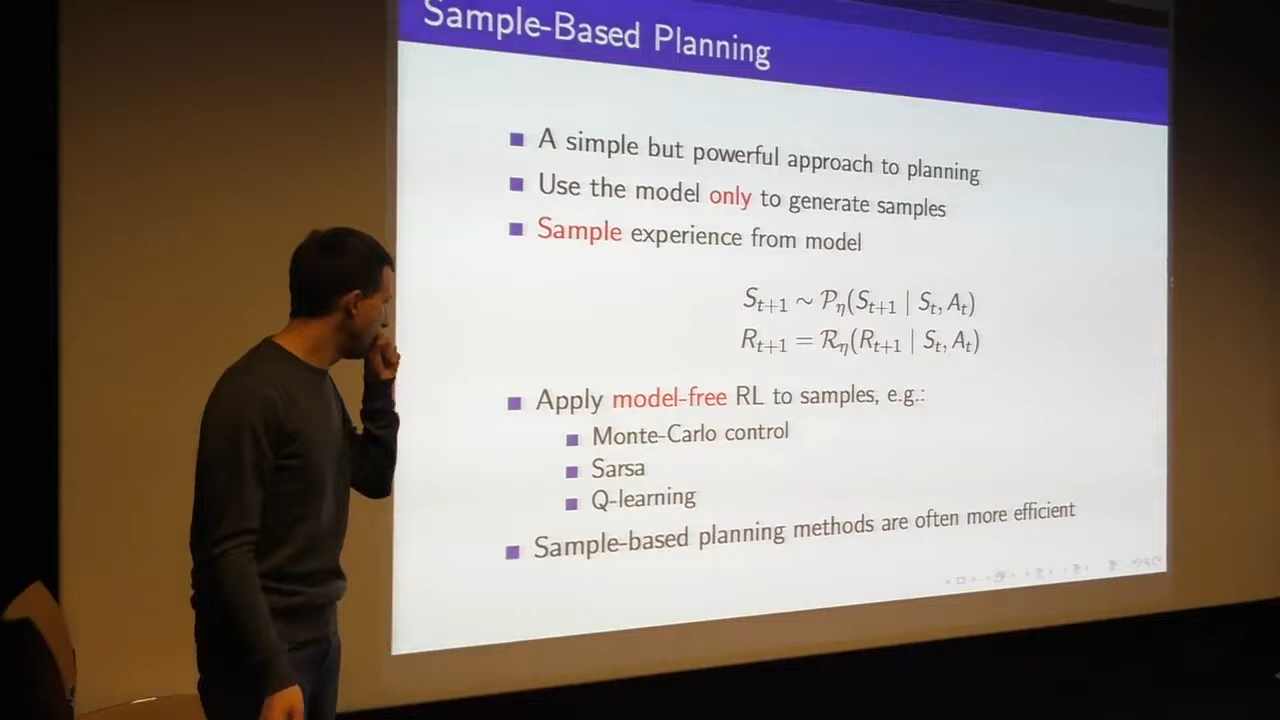 Sample-Based Planning
A simple but powerful approach to planning
Use the model only to generate samples
Sample experience from model
S_{t+1} ~ 𝒫_η(S_{t+1} | S_t, A_t)
R_{t+1} = ℛ_η(R_{t+1} | S_t, A_t)
Apply model-free RL to samples, e.g.:
Monte-Carlo control
Sarsa
Q-learning
Sample-based planning methods are often more efficient